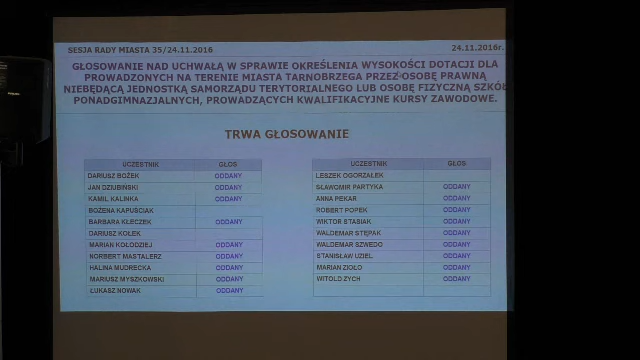 SESJA RADY MIASTA 35/24.11.2016
24.11.2016r.
GŁOSOWANIE NAD UCHWAŁĄ W SPRAWIE OKREŚLENIA WYSOKOŚCI DOTACJI DLA
PROWADZONYCH NA TERENIE MIASTA TARNOBRZEGA PRZEZ OSOBĘ PRAWNĄ
NIEBĘDĄCĄ JEDNOSTKĄ SAMORZĄDU TERYTORIALNEGO LUB OSOBĘ FIZYCZNĄ SZKÓŁ
PONADGIMNAZJALNYCH, PROWADZĄCYCH KWALIFIKACYJNE KURSY ZAWODOWE.
TRWA GŁOSOWANIE
UCZESTNIK GŁOS
DARIUSZ BOŻEK ODDANY
JAN DZIUBIŃSKI ODDANY
KAMIL KALINKA ODDANY
BOŻENA KAPUŚCIAK
BARBARA KŁECZEK ODDANY
DARIUSZ KOŁEK
MARIAN KOŁODZIEJ ODDANY
NORBERT MASTALERZ ODDANY
HALINA MUDRECKA ODDANY
MARIUSZ MYSZKOWSKI ODDANY
ŁUKASZ NOWAK ODDANY
UCZESTNIK GŁOS
LESZEK OGORZAŁEK
SŁAWOMIR PARTYKA ODDANY
ANNA PEKAR ODDANY
ROBERT POPEK ODDANY
WIKTOR STASIAK ODDANY
WALDEMAR STĘPAK ODDANY
WALDEMAR SZWEDO ODDANY
STANISŁAW UZIEL ODDANY
MARIAN ZIOŁO ODDANY
WITOLD ZYCH ODDANY